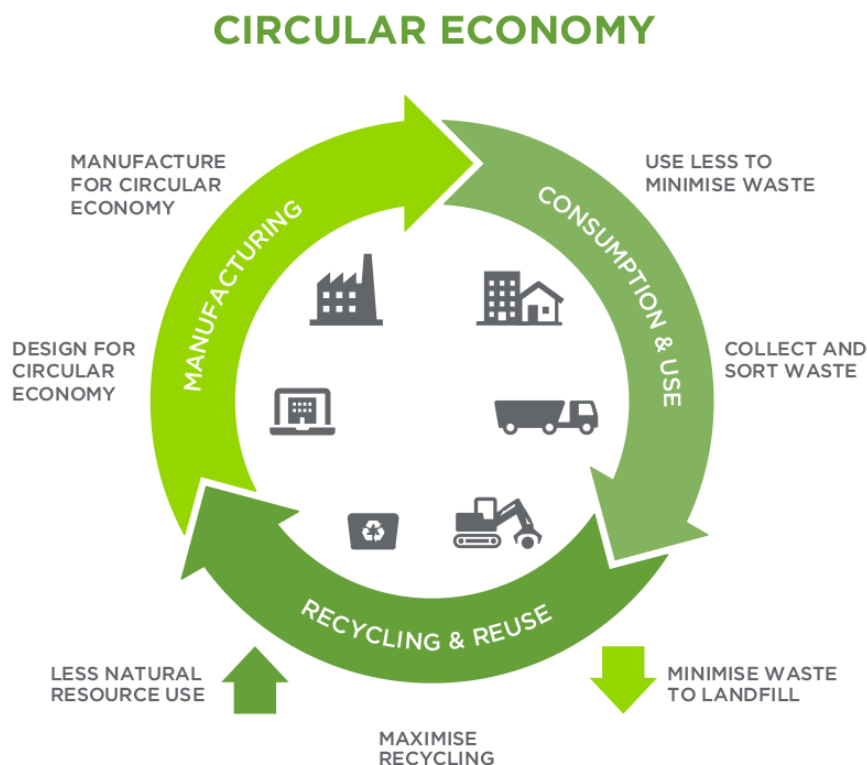 CIRCULAR ECONOMY
MANUFACTURE
FOR CIRCULAR
ECONOMY
USE LESS TO
MINIMISE WASTE
MANUFACTURING
CONSUMPTION & USE
DESIGN FOR
CIRCULAR
ECONOMY
COLLECT AND
SORT WASTE
RECYCLING & REUSE
LESS NATURAL
RESOURCE USE
MINIMISE WASTE
TO LANDFILL
MAXIMISE
RECYCLING